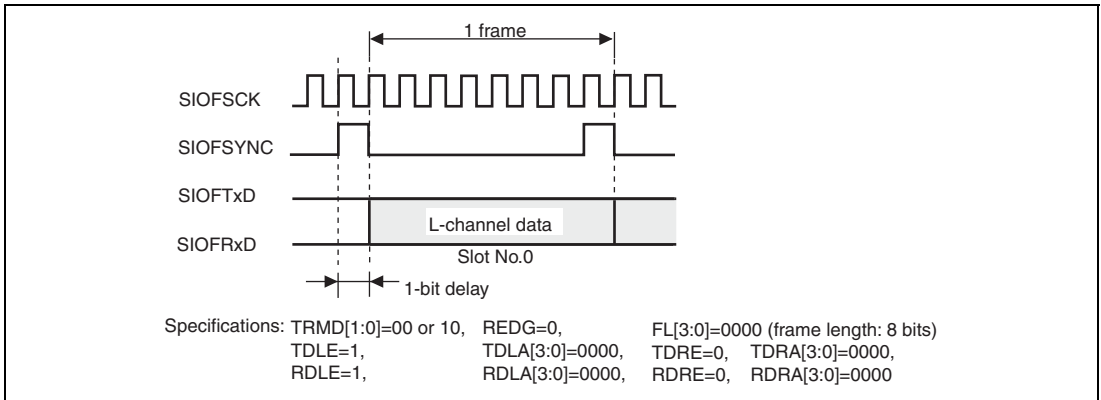 1 frame
SIOFSCK
SIOFSYNC
SIOFTxD
L-channel data
SIOFRxD
Slot No.0
1-bit delay
Specifications: TRMD[1:0]=00 or 10, REDG=0, FL[3:0]=0000 (frame length: 8 bits)
TDLE=1, TDLA[3:0]=0000, TDRE=0, TDRA[3:0]=0000,
RDLE=1, RDLA[3:0]=0000, RDRE=0, RDRA[3:0]=0000